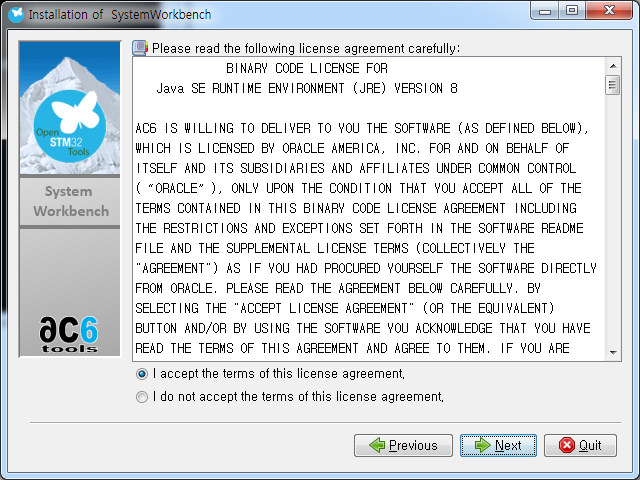 Installation of SystemWorkbench
Please read the following license agreement carefully:
BINARY CODE LICENSE FOR
Java SE RUNTIME ENVIRONMENT (JRE) VERSION 8
AC6 IS WILLING TO DELIVER TO YOU THE SOFTWARE (AS DEFINED BELOW),
WHICH IS LICENSED BY ORACLE AMERICA, INC. FOR AND ON BEHALF OF
ITSELF AND ITS SUBSIDIARIES AND AFFILIATES UNDER COMMON CONTROL
( “ORACLE” ), ONLY UPON THE CONDITION THAT YOU ACCEPT ALL OF THE
TERMS CONTAINED IN THIS BINARY CODE LICENSE AGREEMENT INCLUDING
THE RESTRICTIONS AND EXCEPTIONS SET FORTH IN THE SOFTWARE README
FILE AND THE SUPPLEMENTAL LICENSE TERMS (COLLECTIVELY THE
"AGREEMENT") AS IF YOU HAD PROCURED YOURSELF THE SOFTWARE DIRECTLY
FROM ORACLE. PLEASE READ THE AGREEMENT BELOW CAREFULLY. BY
SELECTING THE "ACCEPT LICENSE AGREEMENT" (OR THE EQUIVALENT)
BUTTON AND/OR BY USING THE SOFTWARE YOU ACKNOWLEDGE THAT YOU HAVE
READ THE TERMS OF THIS AGREEMENT AND AGREE TO THEM. IF YOU ARE
Open
STM32
Tools
System
Workbench
ac6
tools
I accept the terms of this license agreement.
I do not accept the terms of this license agreement.
Previous
Next
Quit